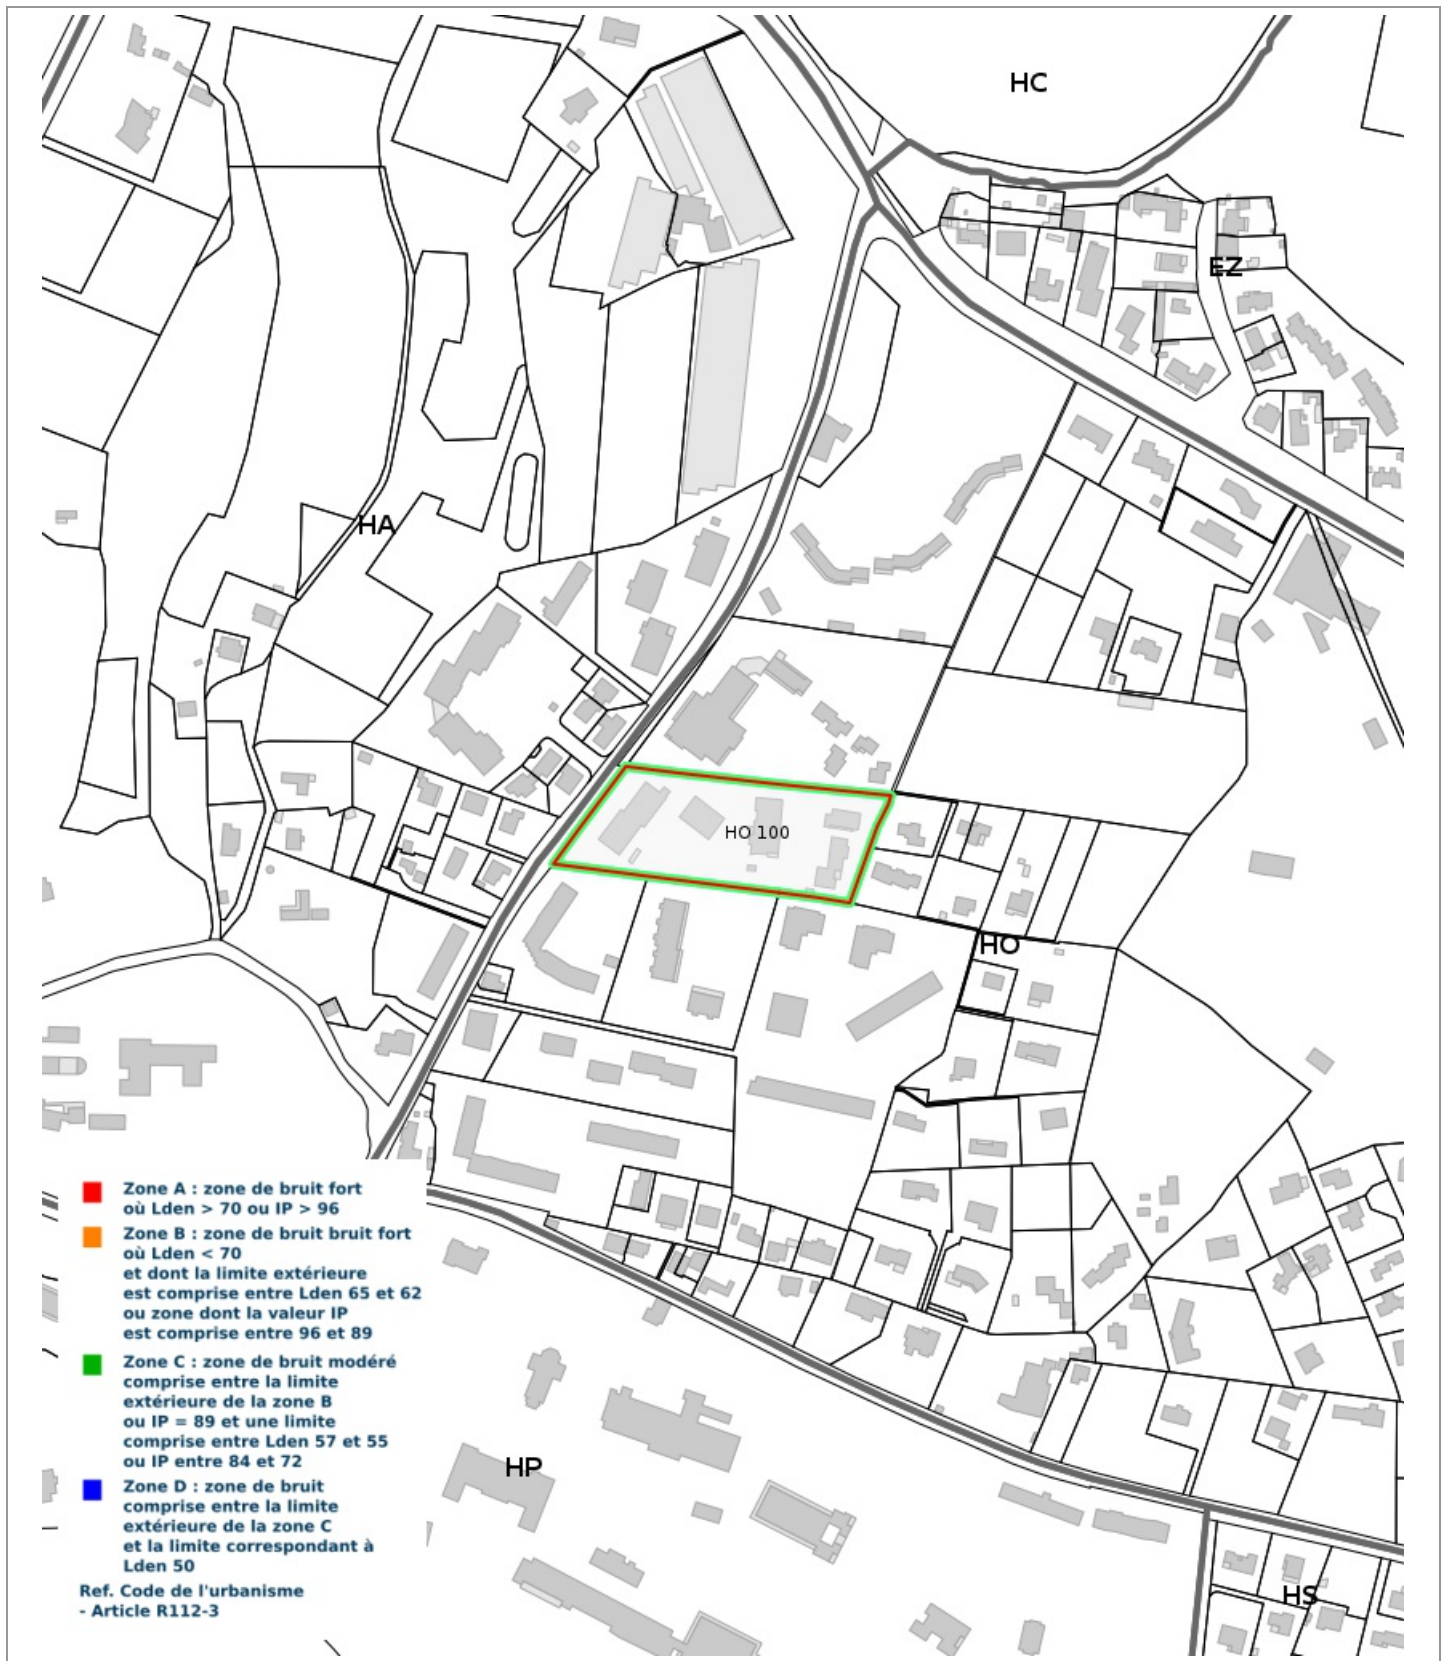 HC
EZ
HA
HO 100
HO
Zone A : zone de bruit fort
où Lden > 70 ou IP > 96
Zone B : zone de bruit bruit fort
où Lden < 70
et dont la limite extérieure
est comprise entre Lden 65 et 62
ou zone dont la valeur IP
est comprise entre 96 et 89
Zone C : zone de bruit modéré
comprise entre la limite
extérieure de la zone B
ou IP = 89 et une limite
comprise entre Lden 57 et 55
ou IP entre 84 et 72
Zone D : zone de bruit
comprise entre la limite
extérieure de la zone C
et la limite correspondant à
Lden 50
Ref. Code de l'urbanisme
- Article R112-3
HP
HS